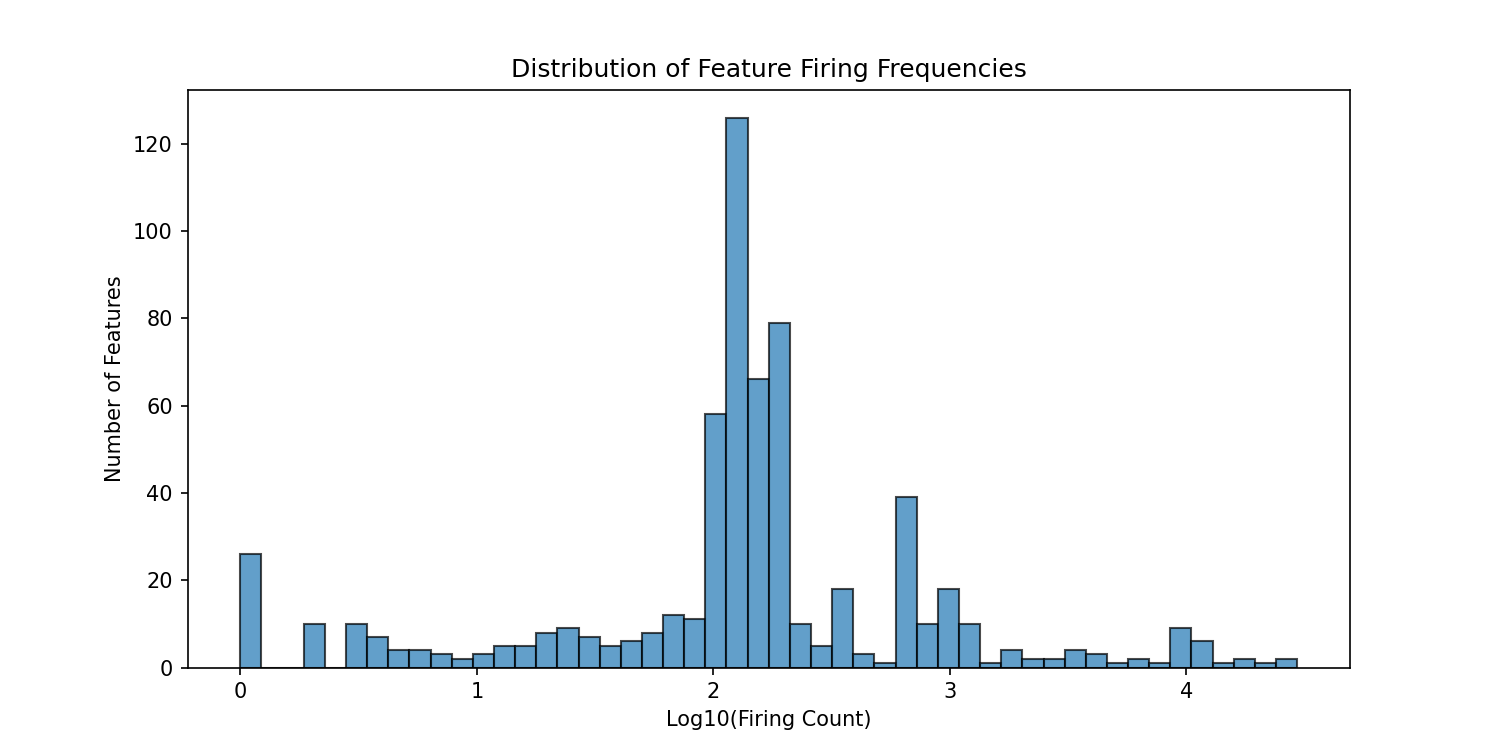 Distribution of Feature Firing Frequencies
Number of Features
120
100
80
60
40
20
0
0 1 2 3 4
Log10(Firing Count)